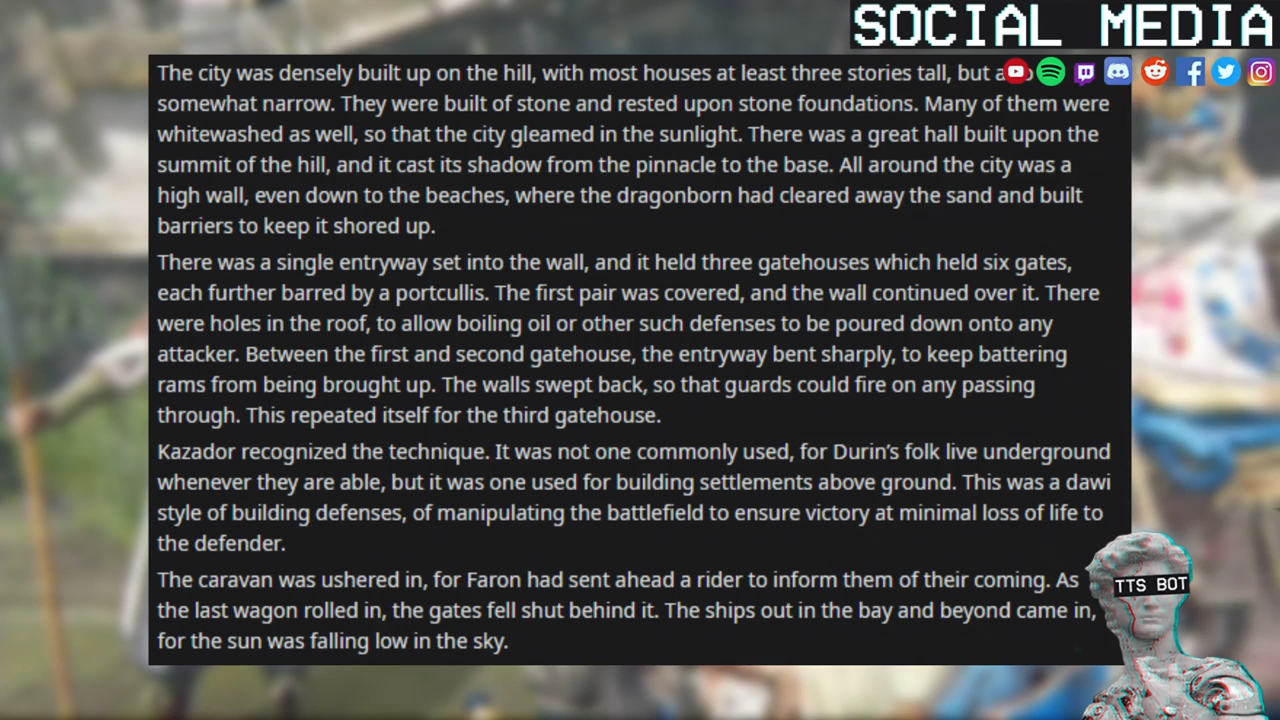 SOCIAL MEDIA
The city was densely built up on the hill, with most houses at least three stories tall, but
somewhat narrow. They were built of stone and rested upon stone foundations. Many of them were
whitewashed as well, so that the city gleamed in the sunlight. There was a great hall built upon the
summit of the hill, and it cast its shadow from the pinnacle to the base. All around the city was a
high wall, even down to the beaches, where the dragonborn had cleared away the sand and built
barriers to keep it shored up.
There was a single entryway set into the wall, and it held three gatehouses which held six gates,
each further barred by a portcullis. The first pair was covered, and the wall continued over it. There
were holes in the roof, to allow boiling oil or other such defenses to be poured down onto any
attacker. Between the first and second gatehouse, the entryway bent sharply, to keep battering
rams from being brought up. The walls swept back, so that guards could fire on any passing
through. This repeated itself for the third gatehouse.
Kazador recognized the technique. It was not one commonly used, for Durin’s folk live underground
whenever they are able, but it was one used for building settlements above ground. This was a dawi
style of building defenses, of manipulating the battlefield to ensure victory at minimal loss of life to
the defender.
The caravan was ushered in, for Faron had sent ahead a rider to inform them of their coming. As
the last wagon rolled in, the gates fell shut behind it. The ships out in the bay and beyond came in,
for the sun was falling low in the sky.
TTS BOT